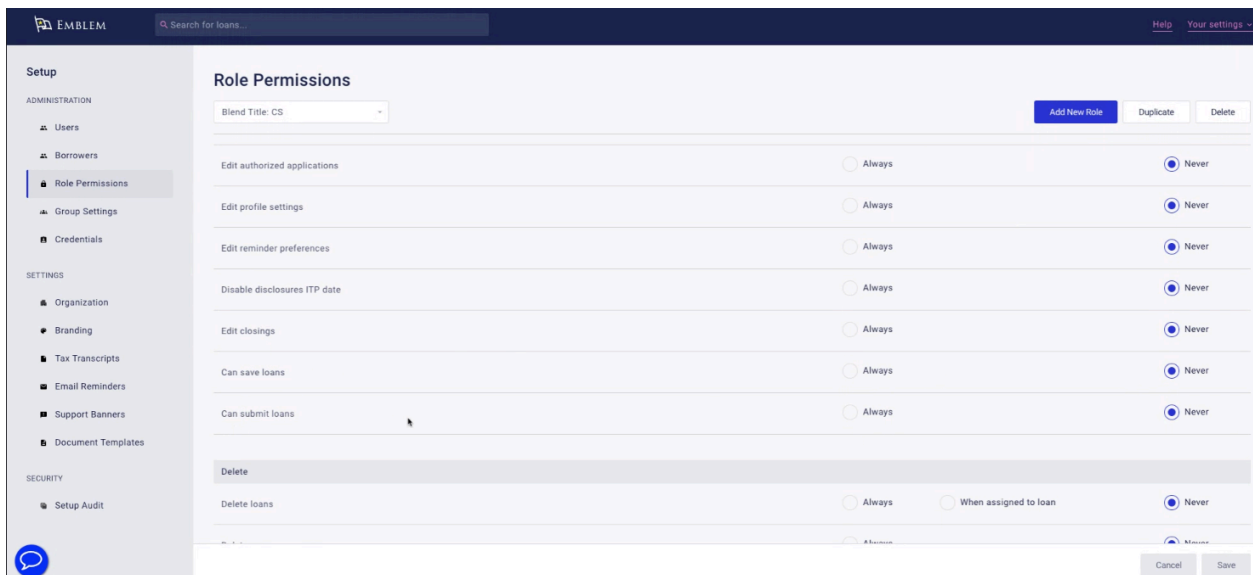 EMBLEM
Search for loans...
Help Your settings
Setup
ADMINISTRATION
Users
Borrowers
Role Permissions
Group Settings
Credentials
SETTINGS
Organization
Branding
Tax Transcripts
Email Reminders
Support Banners
Document Templates
SECURITY
Setup Audit
Role Permissions
Blend Title: CS
Add New Role Duplicate Delete
Edit authorized applications Always Never
Edit profile settings Always Never
Edit reminder preferences Always Never
Disable disclosures ITP date Always Never
Edit closings Always Never
Can save loans Always Never
Can submit loans Always Never
Delete
Delete loans Always When assigned to loan Never
Always Never
Cancel Save